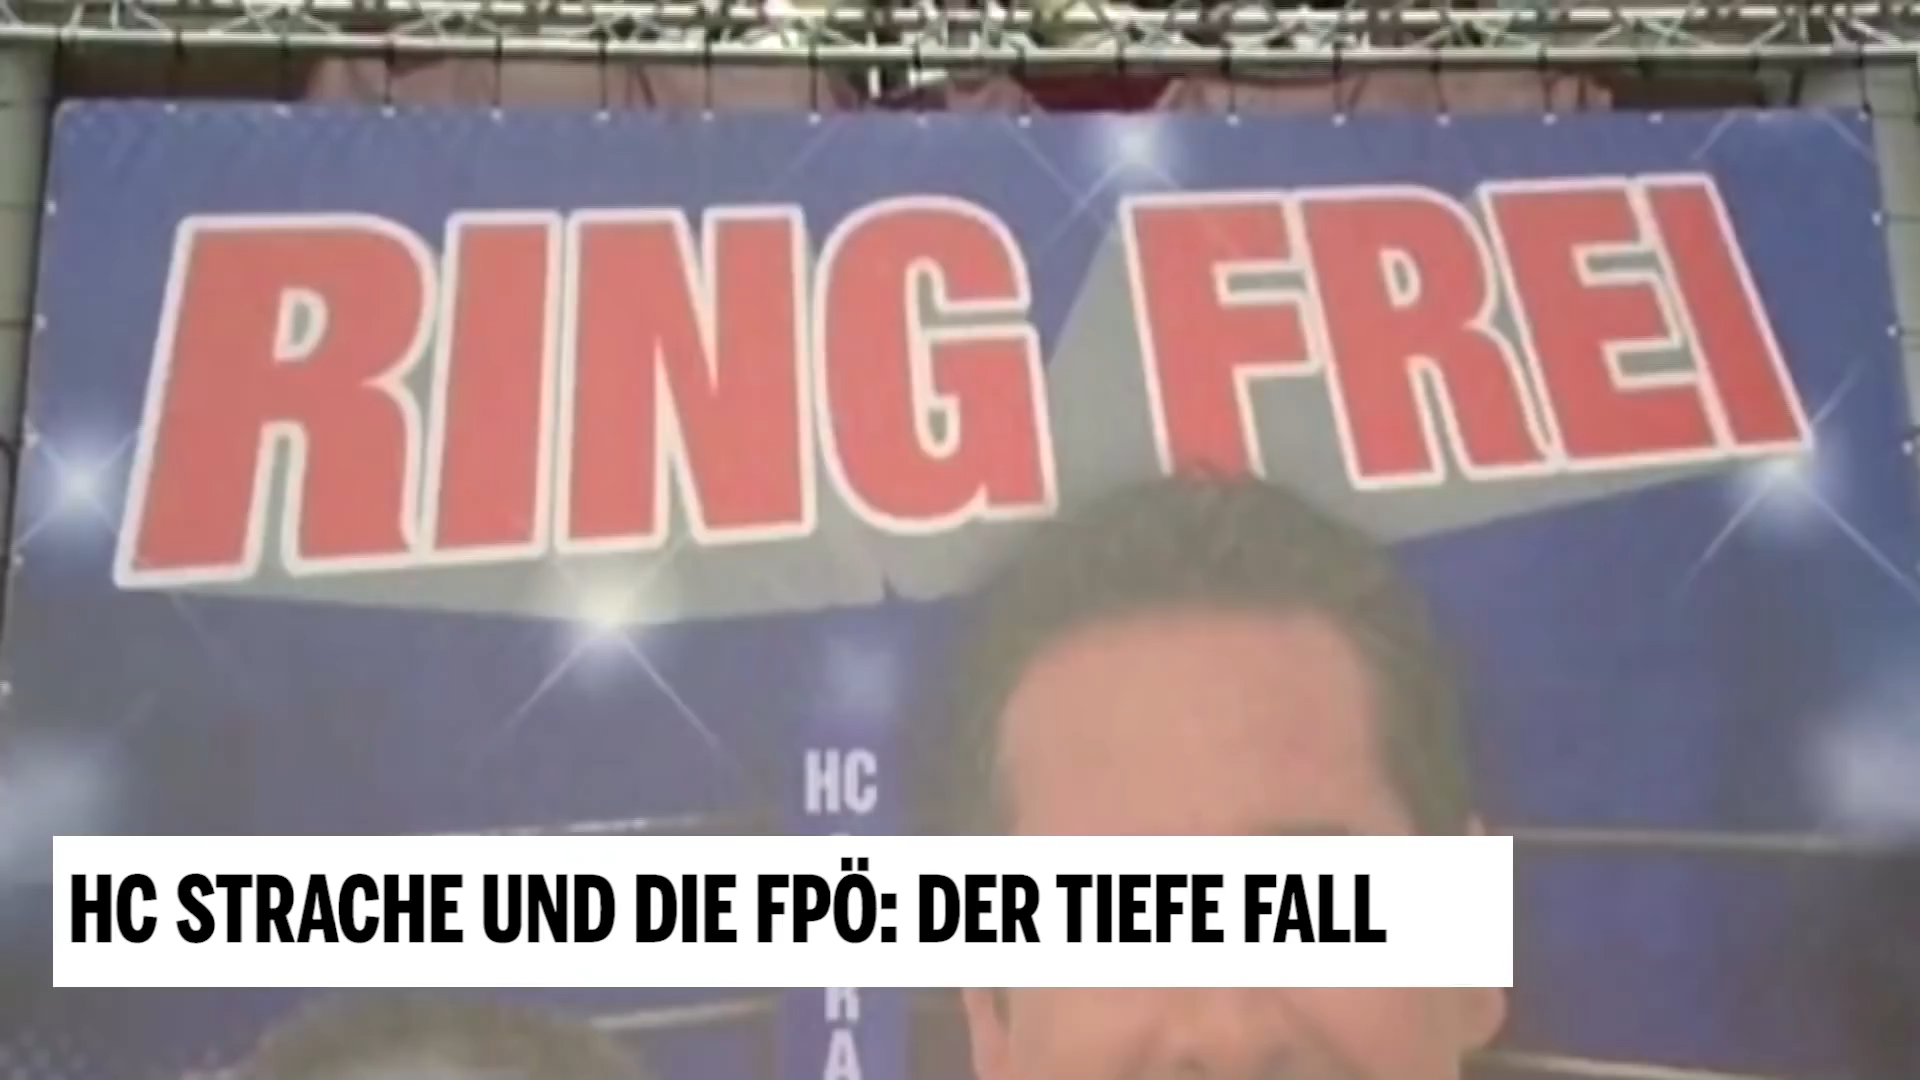 RING FREI
HC
HC STRACHE UND DIE FPÖ: DER TIEFE FALL
R
A